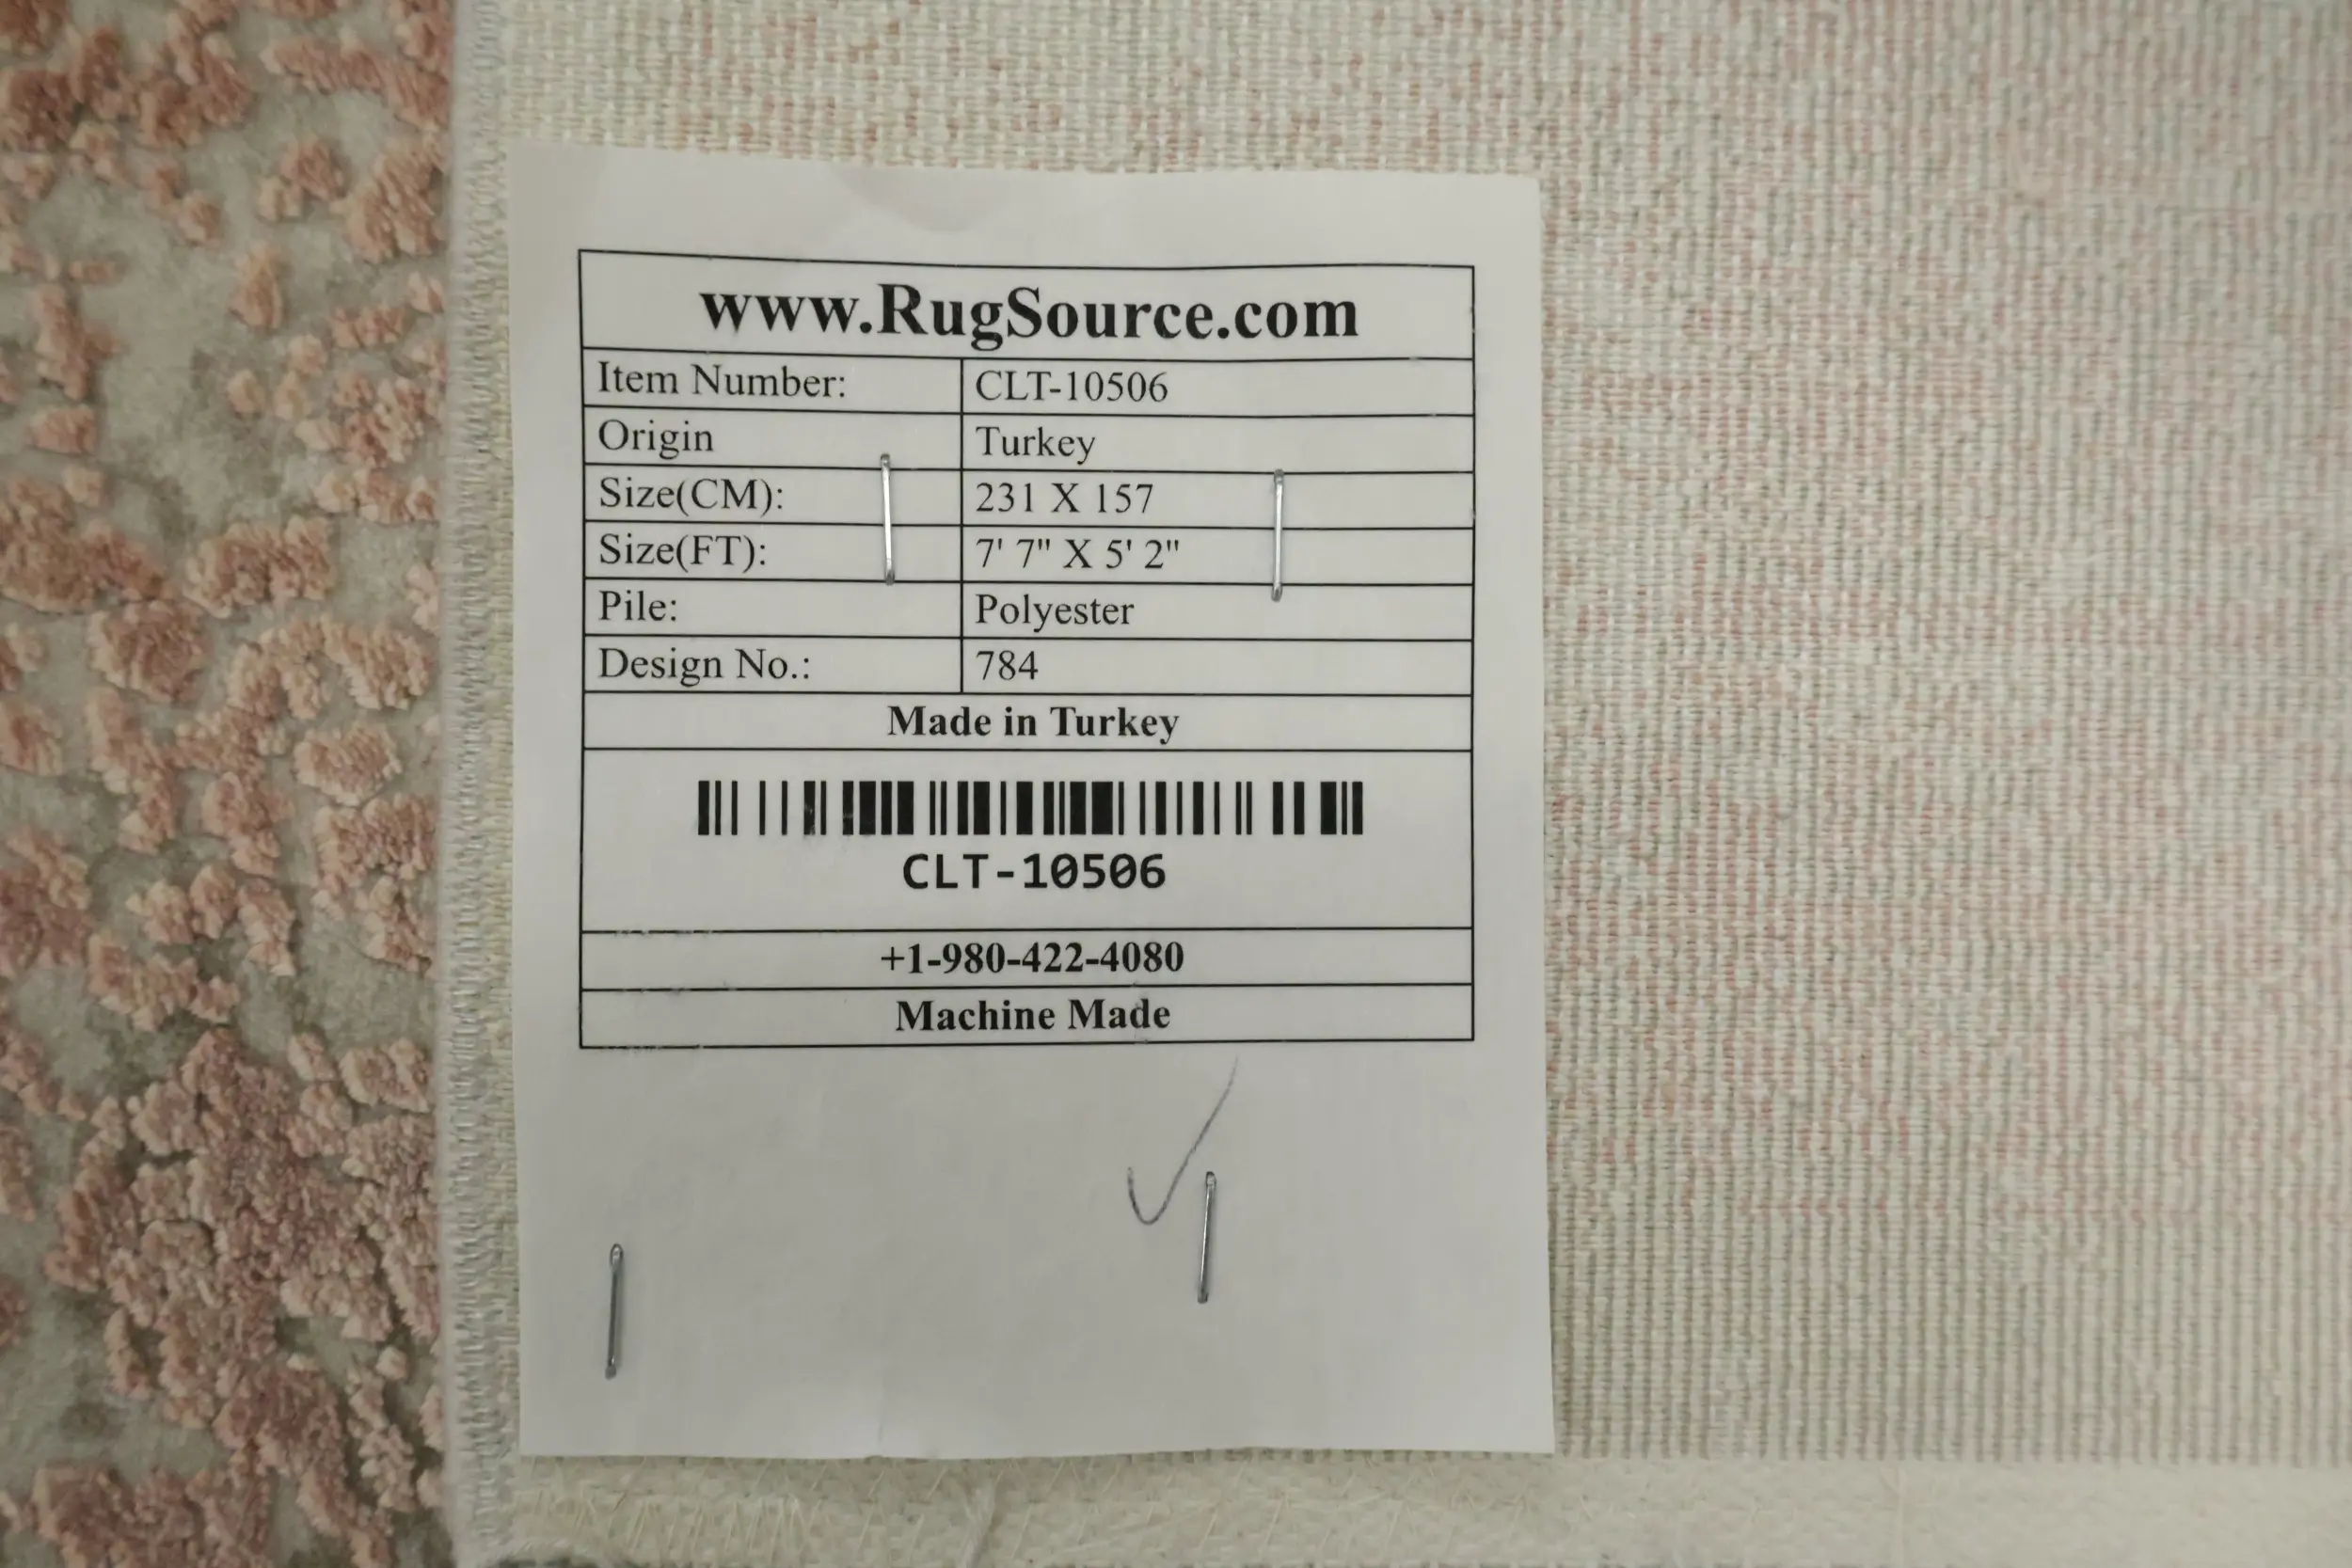 www.RugSource.com
Item Number: CLT-10506
Origin Turkey
Size(CM): 231 X 157
Size(FT): 7' 7" X 5' 2"
Pile: Polyester
Design No.: 784
Made in Turkey
CLT-10506
+1-980-422-4080
Machine Made